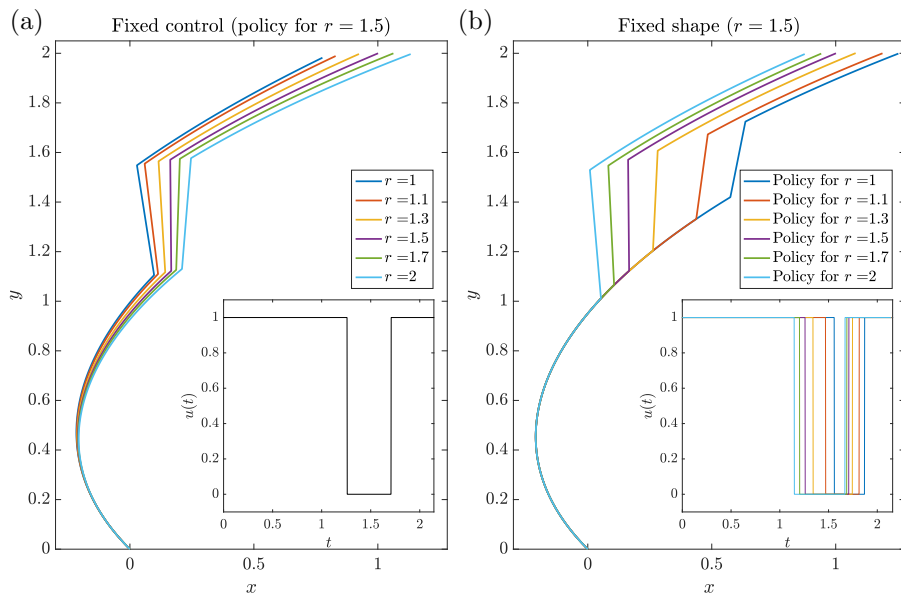 (a)
Fixed control (policy for r = 1.5)
2
1.8
1.6
1.4
1.2
1
0.8
0.6
0.4
0.2
0
y
0
0.5
1
x
r =1
r =1.1
r =1.3
r =1.5
r =1.7
r =2
1
0.8
0.6
0.4
0.2
0
u(t)
0
0.5
1
1.5
2
t
(b)
Fixed shape (r = 1.5)
2
1.8
1.6
1.4
1.2
1
0.8
0.6
0.4
0.2
0
y
0
0.5
1
x
Policy for r =1
Policy for r =1.1
Policy for r =1.3
Policy for r =1.5
Policy for r =1.7
Policy for r =2
1
0.8
0.6
0.4
0.2
0
u(t)
0
0.5
1
1.5
2
t